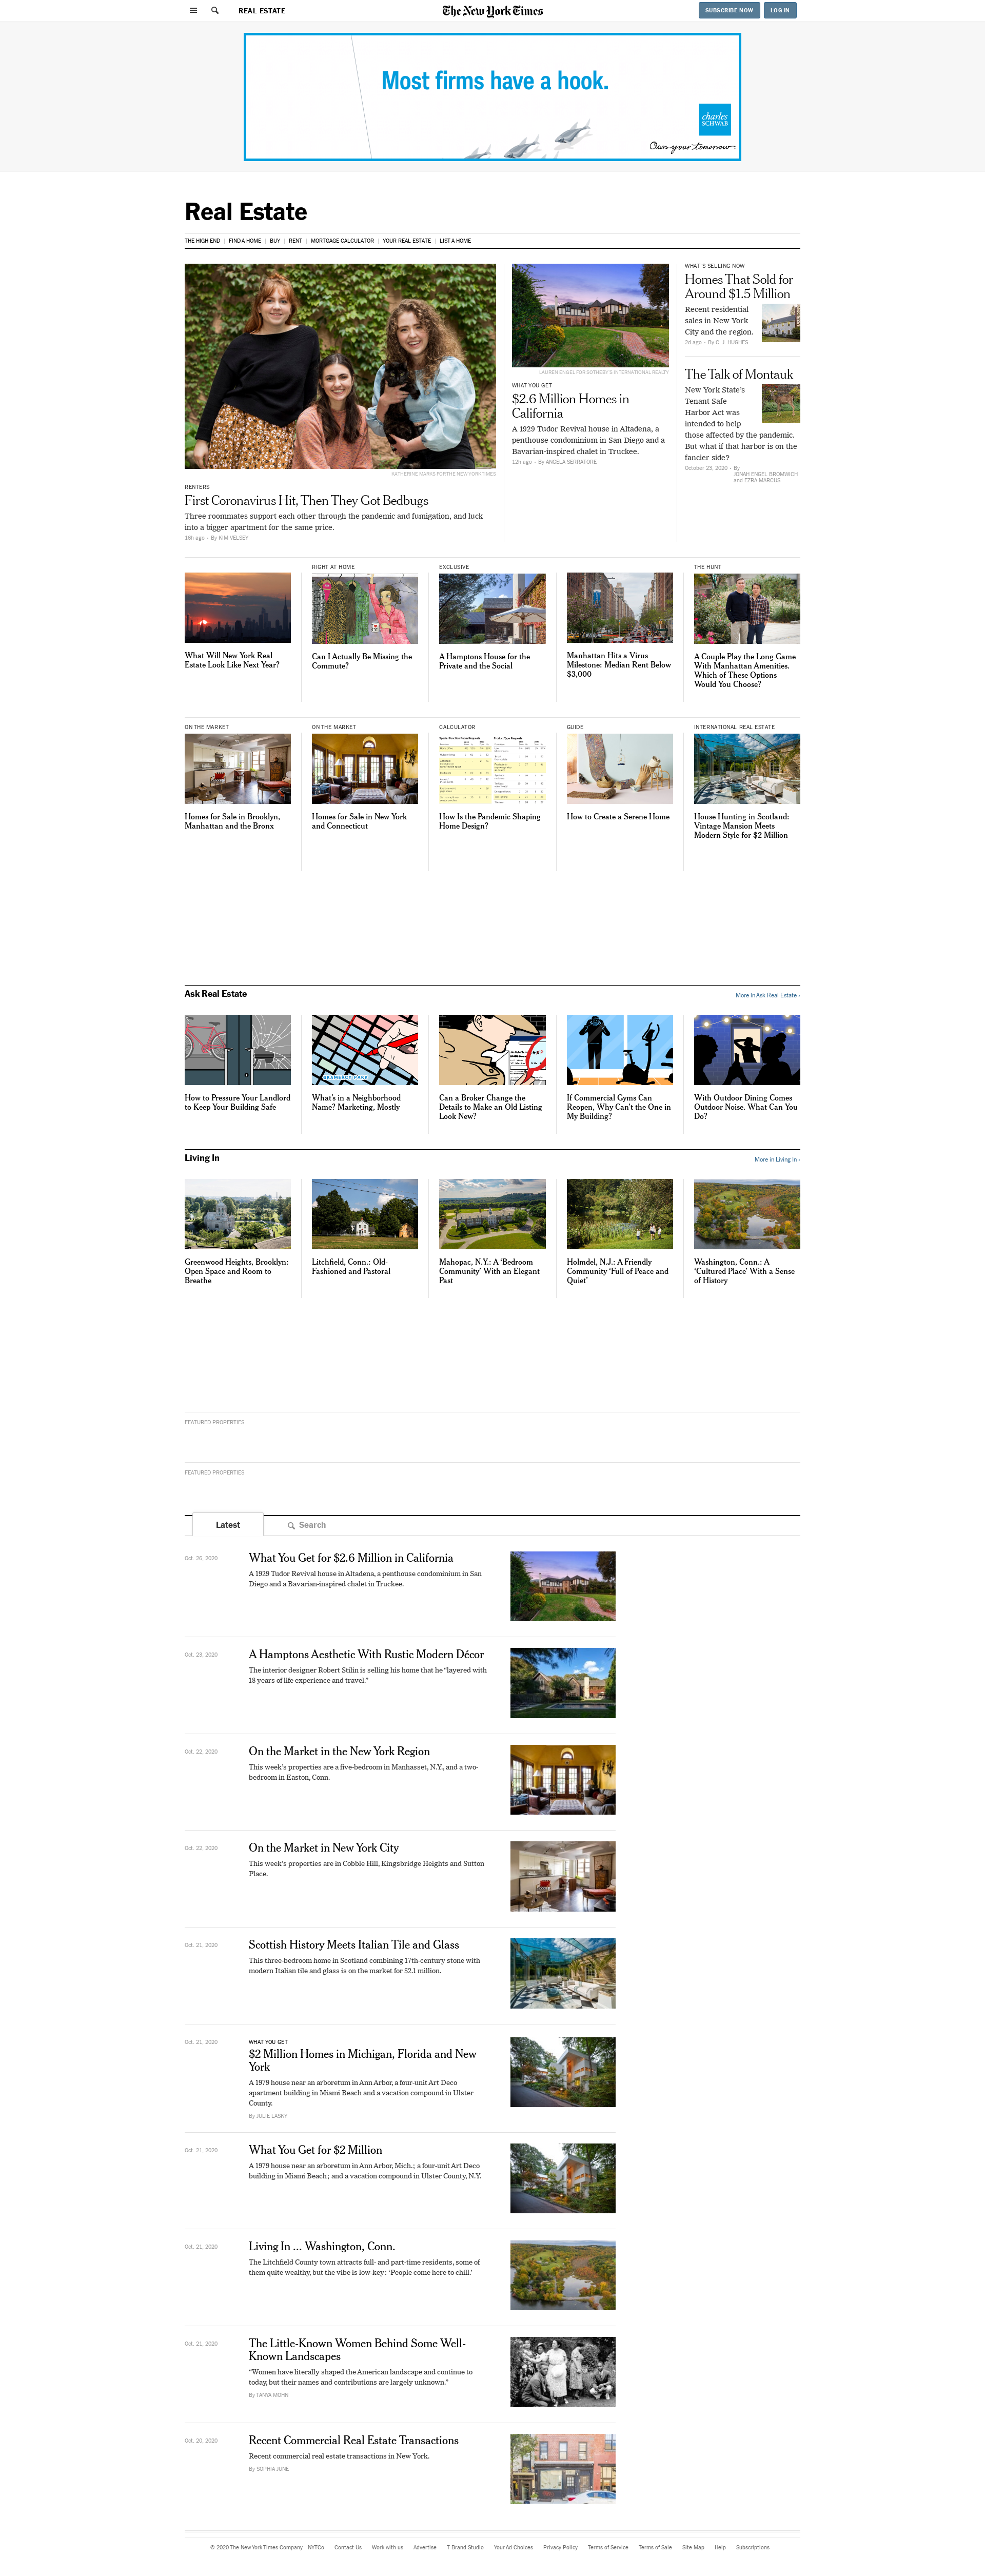 REAL ESTATE
The New York Times
SUBSCRIBE NOW
LOG IN
Most firms have a hook.
charles
SCHWAB
Own your tomorrow
Real Estate
THE HIGH END
FIND A HOME
BUY
RENT
MORTGAGE CALCULATOR
YOUR REAL ESTATE
LIST A HOME
KATHERINE MARKS FOR THE NEW YORK TIMES
RENTERS
First Coronavirus Hit, Then They Got Bedbugs
Three roommates support each other through the pandemic and fumigation, and luck
into a bigger apartment for the same price.
16h ago - By KIM VELSEY
LAUREN ENGEL FOR SOTHEBY'S INTERNATIONAL REALTY
WHAT YOU GET
$2.6 Million Homes in
California
A 1929 Tudor Revival house in Altadena, a
penthouse condominium in San Diego and a
Bavarian-inspired chalet in Truckee.
12h ago - By ANGELA SERRATORE
WHAT'S SELLING NOW
Homes That Sold for
Around $1.5 Million
Recent residential
sales in New York
City and the region.
2d ago - By C. J. HUGHES
The Talk of Montauk
New York State's
Tenant Safe
Harbor Act was
intended to help
those affected by the pandemic.
But what if that harbor is on the
fancier side?
October 23, 2020 - By
JONAH ENGEL BROMWICH
and EZRA MARCUS
What Will New York Real
Estate Look Like Next Year?
RIGHT AT HOME
Can I Actually Be Missing the
Commute?
EXCLUSIVE
A Hamptons House for the
Private and the Social
Manhattan Hits a Virus
Milestone: Median Rent Below
$3,000
THE HUNT
A Couple Play the Long Game
With Manhattan Amenities.
Which of These Options
Would You Choose?
ON THE MARKET
Homes for Sale in Brooklyn,
Manhattan and the Bronx
ON THE MARKET
Homes for Sale in New York
and Connecticut
CALCULATOR
How Is the Pandemic Shaping
Home Design?
GUIDE
How to Create a Serene Home
INTERNATIONAL REAL ESTATE
House Hunting in Scotland:
Vintage Mansion Meets
Modern Style for $2 Million
Ask Real Estate
More in Ask Real Estate ›
How to Pressure Your Landlord
to Keep Your Building Safe
GRAMERCY PARK
What's in a Neighborhood
Name? Marketing, Mostly
Can a Broker Change the
Details to Make an Old Listing
Look New?
If Commercial Gyms Can
Reopen, Why Can't the One in
My Building?
With Outdoor Dining Comes
Outdoor Noise. What Can You
Do?
Living In
More in Living In ›
Greenwood Heights, Brooklyn:
Open Space and Room to
Breathe
Litchfield, Conn.: Old-
Fashioned and Pastoral
Mahopac, N.Y.: A 'Bedroom
Community' With an Elegant
Past
Holmdel, N.J.: A Friendly
Community 'Full of Peace and
Quiet'
Washington, Conn.: A
'Cultured Place' With a Sense
of History
FEATURED PROPERTIES
FEATURED PROPERTIES
Latest
Search
Oct. 26, 2020
What You Get for $2.6 Million in California
A 1929 Tudor Revival house in Altadena, a penthouse condominium in San
Diego and a Bavarian-inspired chalet in Truckee.
Oct. 23, 2020
A Hamptons Aesthetic With Rustic Modern Décor
The interior designer Robert Stilin is selling his home that he "layered with
18 years of life experience and travel."
Oct. 22, 2020
On the Market in the New York Region
This week's properties are a five-bedroom in Manhasset, N.Y., and a two-
bedroom in Easton, Conn.
Oct. 22, 2020
On the Market in New York City
This week's properties are in Cobble Hill, Kingsbridge Heights and Sutton
Place.
Oct. 21, 2020
Scottish History Meets Italian Tile and Glass
This three-bedroom home in Scotland combining 17th-century stone with
modern Italian tile and glass is on the market for $2.1 million.
Oct. 21, 2020
WHAT YOU GET
$2 Million Homes in Michigan, Florida and New
York
A 1979 house near an arboretum in Ann Arbor, a four-unit Art Deco
apartment building in Miami Beach and a vacation compound in Ulster
County.
By JULIE LASKY
Oct. 21, 2020
What You Get for $2 Million
A 1979 house near an arboretum in Ann Arbor, Mich.; a four-unit Art Deco
building in Miami Beach; and a vacation compound in Ulster County, N.Y.
Oct. 21, 2020
Living In ... Washington, Conn.
The Litchfield County town attracts full- and part-time residents, some of
them quite wealthy, but the vibe is low-key: 'People come here to chill.'
Oct. 21, 2020
The Little-Known Women Behind Some Well-
Known Landscapes
"Women have literally shaped the American landscape and continue to
today, but their names and contributions are largely unknown."
By TANYA MOHN
Oct. 20, 2020
Recent Commercial Real Estate Transactions
Recent commercial real estate transactions in New York.
By SOPHIA JUNE
© 2020 The New York Times Company
NYTCo
Contact Us
Work with us
Advertise
T Brand Studio
Your Ad Choices
Privacy Policy
Terms of Service
Terms of Sale
Site Map
Help
Subscriptions